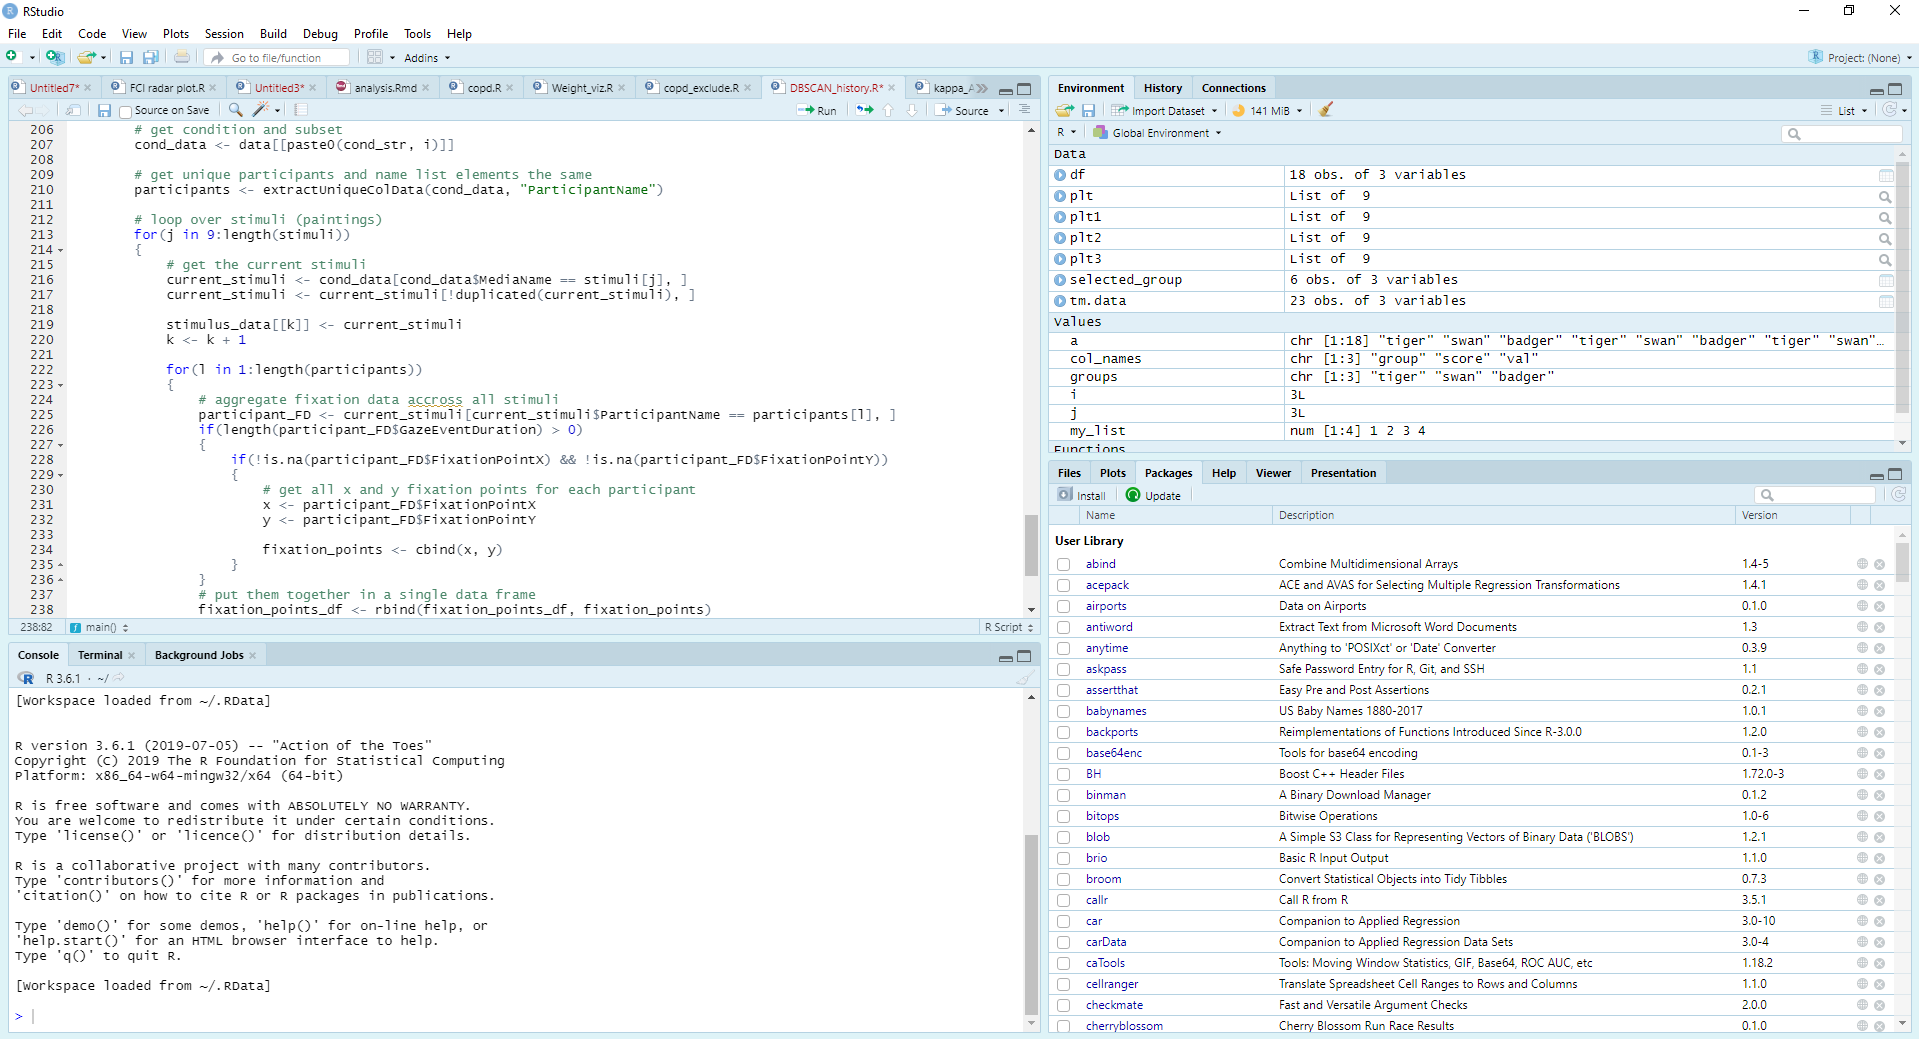 RStudio
File Edit Code View Plots Session Build Debug Profile Tools Help
Go to file/function Addins Project: (None)
Untitled7* FCI radar plot.R Untitled3* analysis.Rmd copd.R Weight_viz.R copd_exclude.R DBSCAN_history.R* kappa_A
Source on Save Run Source
206 # get condition and subset
207 cond_data <- data[[paste0(cond_str, i)]]
208
209 # get unique participants and name list elements the same
210 participants <- extractUniqueColData(cond_data, "ParticipantName")
211
212 # loop over stimuli (paintings)
213 for(j in 9:length(stimuli))
214 {
215 # get the current stimuli
216 current_stimuli <- cond_data[cond_data$MediaName == stimuli[j], ]
217 current_stimuli <- current_stimuli[!duplicated(current_stimuli), ]
218
219 stimulus_data[[k]] <- current_stimuli
220 k <- k + 1
221
222 for(l in 1:length(participants))
223 {
224 # aggregate fixation data accross all stimuli
225 participant_FD <- current_stimuli[current_stimuli$ParticipantName == participants[l], ]
226 if(length(participant_FD$GazeEventDuration) > 0)
227 {
228 if(!is.na(participant_FD$FixationPointX) && !is.na(participant_FD$FixationPointY))
229 {
230 # get all x and y fixation points for each participant
231 x <- participant_FD$FixationPointX
232 y <- participant_FD$FixationPointY
233
234 fixation_points <- cbind(x, y)
235 }
236 }
237 # put them together in a single data frame
238 fixation_points_df <- rbind(fixation_points_df, fixation_points)
238:82 main() R Script
Console Terminal Background Jobs
R 3.6.1 · ~/
[Workspace loaded from ~/.RData]
R version 3.6.1 (2019-07-05) -- "Action of the Toes"
Copyright (C) 2019 The R Foundation for Statistical Computing
Platform: x86_64-w64-mingw32/x64 (64-bit)
R is free software and comes with ABSOLUTELY NO WARRANTY.
You are welcome to redistribute it under certain conditions.
Type 'license()' or 'licence()' for distribution details.
R is a collaborative project with many contributors.
Type 'contributors()' for more information and
'citation()' on how to cite R or R packages in publications.
Type 'demo()' for some demos, 'help()' for on-line help, or
'help.start()' for an HTML browser interface to help.
Type 'q()' to quit R.
[Workspace loaded from ~/.RData]
>
Environment History Connections
Import Dataset 141 MiB List
R Global Environment
Data
df 18 obs. of 3 variables
plt List of 9
plt1 List of 9
plt2 List of 9
plt3 List of 9
selected_group 6 obs. of 3 variables
tm.data 23 obs. of 3 variables
Values
a chr [1:18] "tiger" "swan" "badger" "tiger" "swan" "badger" "tiger" "swan"…
col_names chr [1:3] "group" "score" "val"
groups chr [1:3] "tiger" "swan" "badger"
i 3L
j 3L
my_list num [1:4] 1 2 3 4
Functions
Files Plots Packages Help Viewer Presentation
Install Update
Name Description Version
User Library
abind Combine Multidimensional Arrays 1.4-5
acepack ACE and AVAS for Selecting Multiple Regression Transformations 1.4.1
airports Data on Airports 0.1.0
antiword Extract Text from Microsoft Word Documents 1.3
anytime Anything to 'POSIXct' or 'Date' Converter 0.3.9
askpass Safe Password Entry for R, Git, and SSH 1.1
assertthat Easy Pre and Post Assertions 0.2.1
babynames US Baby Names 1880-2017 1.0.1
backports Reimplementations of Functions Introduced Since R-3.0.0 1.2.0
base64enc Tools for base64 encoding 0.1-3
BH Boost C++ Header Files 1.72.0-3
binman A Binary Download Manager 0.1.2
bitops Bitwise Operations 1.0-6
blob A Simple S3 Class for Representing Vectors of Binary Data ('BLOBS') 1.2.1
brio Basic R Input Output 1.1.0
broom Convert Statistical Objects into Tidy Tibbles 0.7.3
callr Call R from R 3.5.1
car Companion to Applied Regression 3.0-10
carData Companion to Applied Regression Data Sets 3.0-4
caTools Tools: Moving Window Statistics, GIF, Base64, ROC AUC, etc 1.18.2
cellranger Translate Spreadsheet Cell Ranges to Rows and Columns 1.1.0
checkmate Fast and Versatile Argument Checks 2.0.0
cherryblossom Cherry Blossom Run Race Results 0.1.0